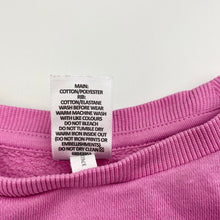 MAIN:
COTTON/POLYESTER
RIB:
COTTON/ELASTANE
WASH BEFORE WEAR
WARM MACHINE WASH
WITH LIKE COLOURS
DO NOT BLEACH
DO NOT TUMBLE DRY
WARM IRON INSIDE OUT
(DO NOT IRON PRINTS OR
EMBELLISHMENTS)
DO NOT DRY CLEAN